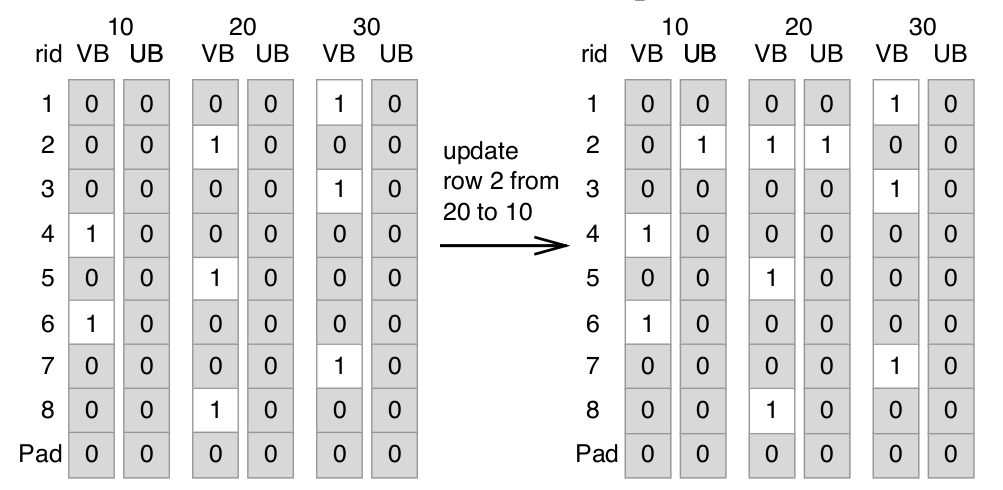 10 20 30 10 20 30
rid VB UB VB UB VB UB rid VB UB VB UB VB UB
1 0 0 0 0 1 0 1 0 0 0 0 1 0
2 0 0 1 0 0 0 2 0 1 1 1 0 0
3 0 0 0 0 1 0 3 0 0 0 0 1 0
4 1 0 0 0 0 0 4 1 0 0 0 0 0
5 0 0 1 0 0 0 5 0 0 1 0 0 0
6 1 0 0 0 0 0 6 1 0 0 0 0 0
7 0 0 0 0 1 0 7 0 0 0 0 1 0
8 0 0 1 0 0 0 8 0 0 1 0 0 0
Pad 0 0 0 0 0 0 Pad 0 0 0 0 0 0
update
row 2 from
20 to 10